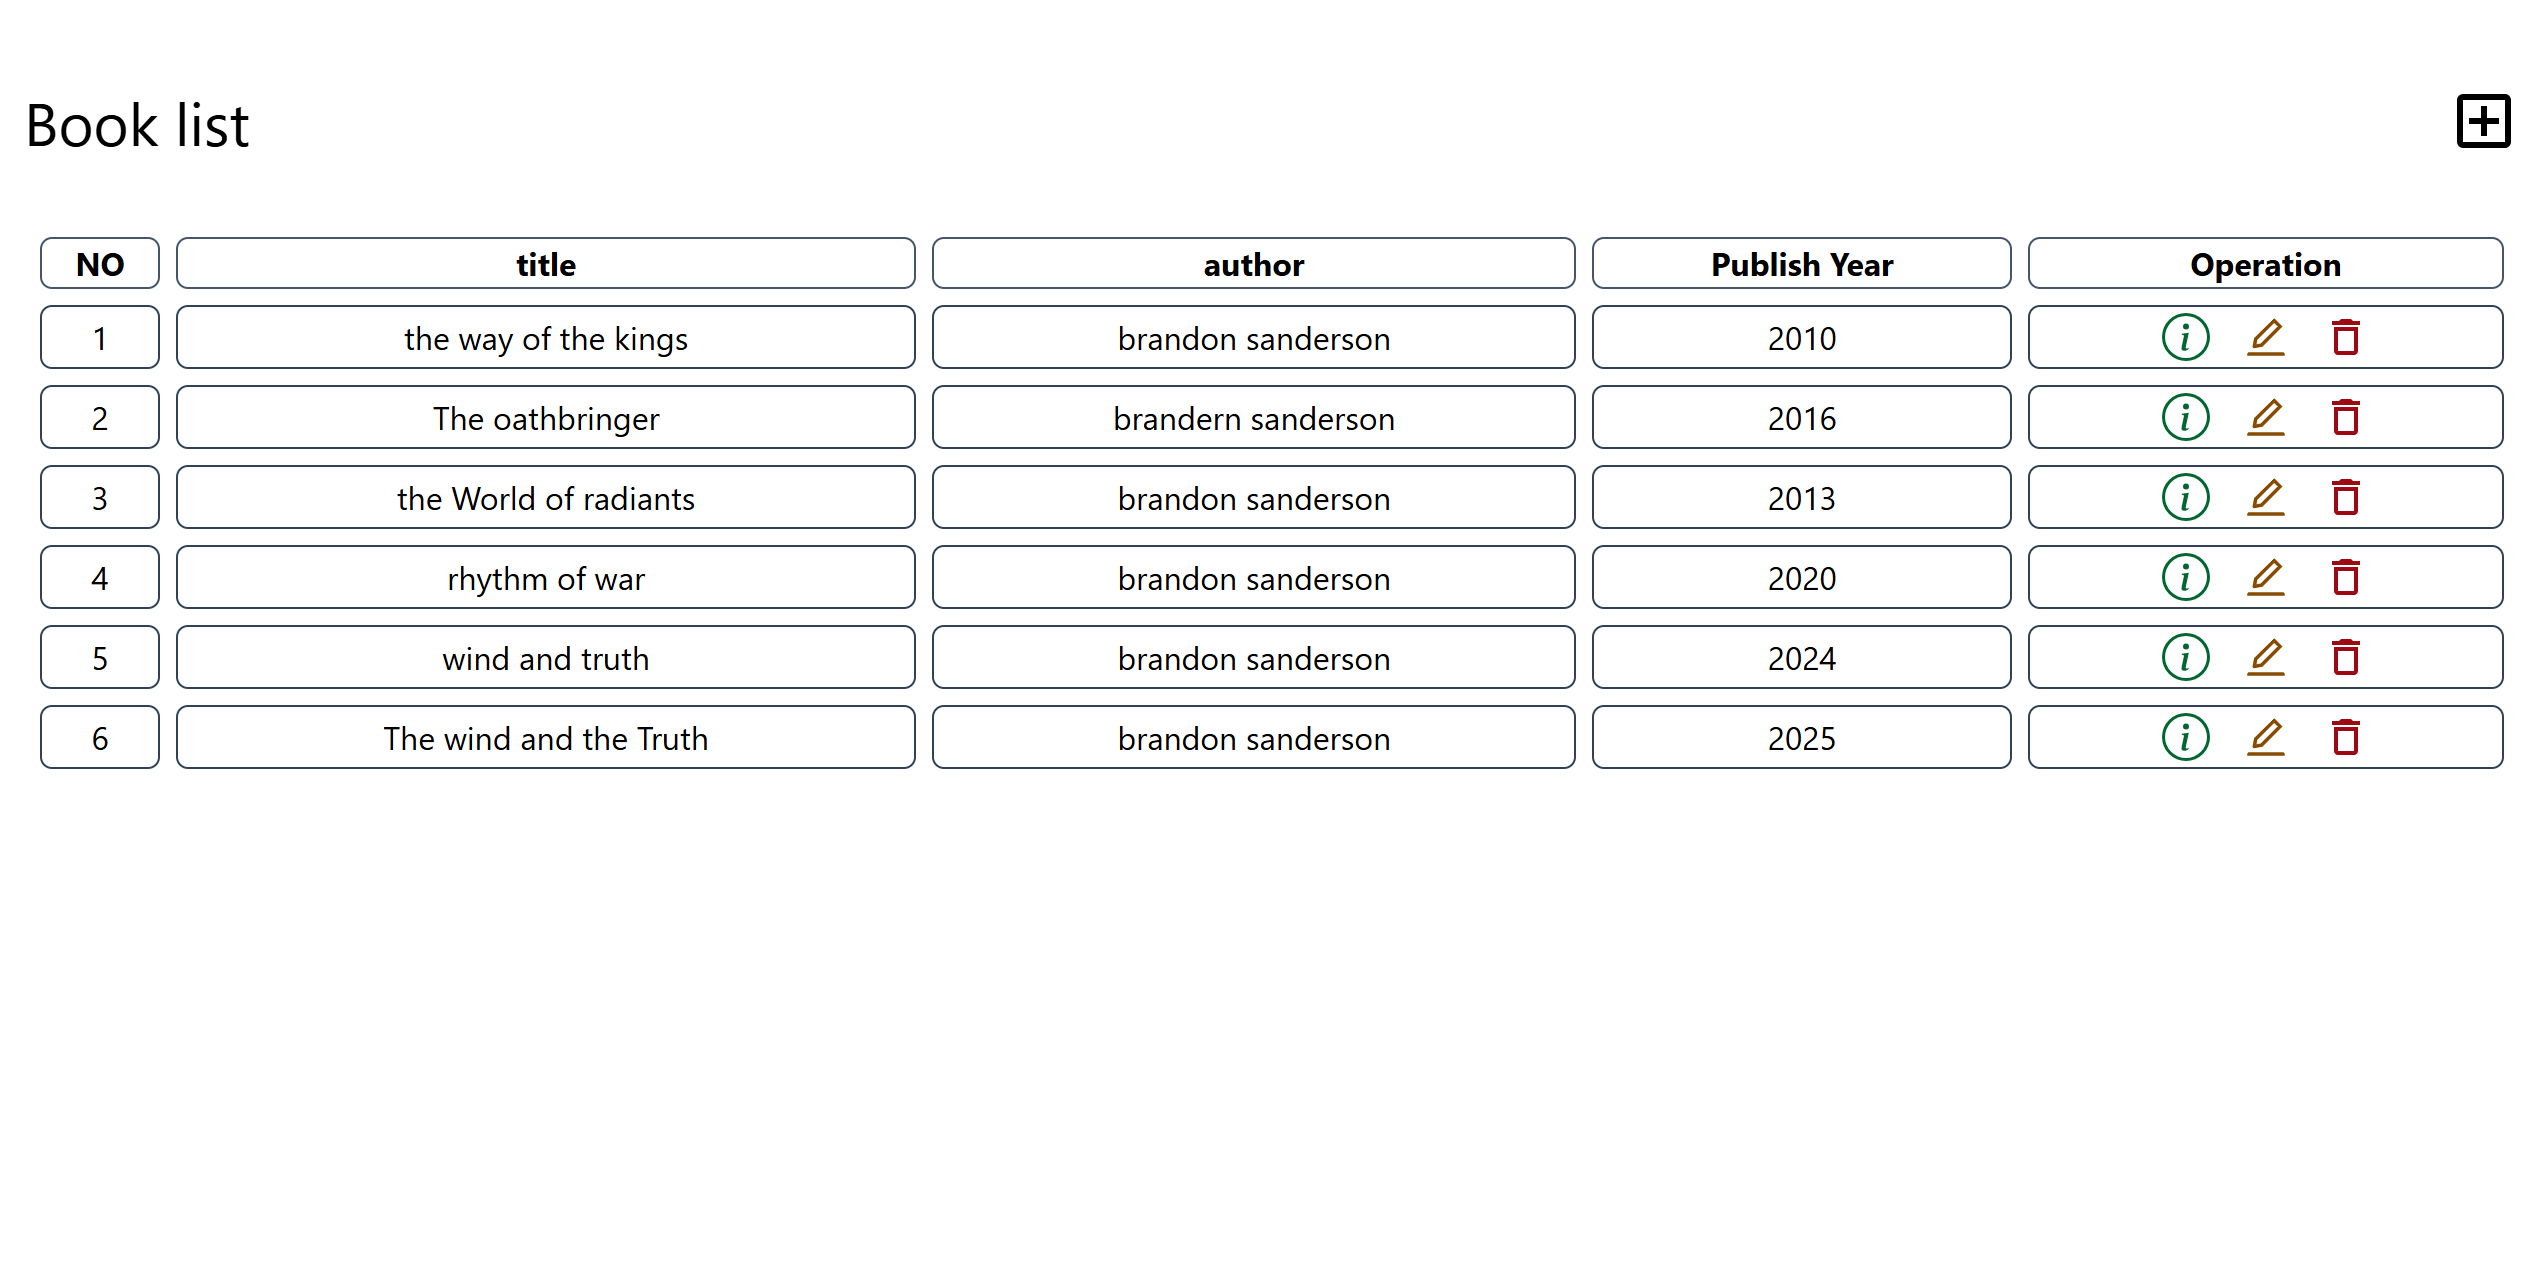 Book list
NO title author Publish Year Operation
1 the way of the kings brandon sanderson 2010
2 The oathbringer brandern sanderson 2016
3 the World of radiants brandon sanderson 2013
4 rhythm of war brandon sanderson 2020
5 wind and truth brandon sanderson 2024
6 The wind and the Truth brandon sanderson 2025